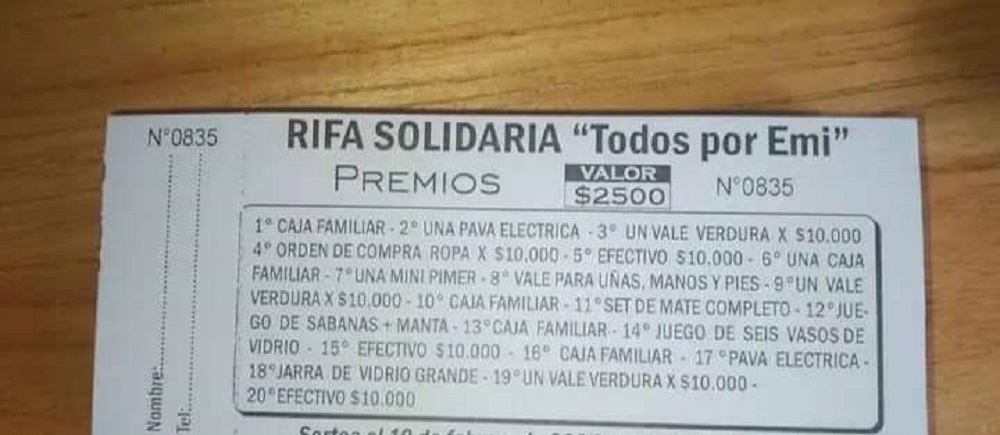 N°0835
RIFA SOLIDARIA “Todos por Emi”
PREMIOS
VALOR
$2500
N°0835
1° CAJA FAMILIAR - 2° UNA PAVA ELECTRICA - 3° UN VALE VERDURA X $10.000
4° ORDEN DE COMPRA ROPA X $10.000 - 5° EFECTIVO $10.000 - 6° UNA CAJA
FAMILIAR - 7°UNA MINI PIMER - 8° VALE PARA UÑAS, MANOS Y PIES - 9°UN VALE
VERDURA X $10.000 - 10° CAJA FAMILIAR - 11°SET DE MATE COMPLETO - 12°JUE-
GO DE SABANAS + MANTA - 13°CAJA FAMILIAR - 14° JUEGO DE SEIS VASOS DE
VIDRIO - 15° EFECTIVO $10.000 - 16° CAJA FAMILIAR - 17 °PAVA ELECTRICA -
18°JARRA DE VIDRIO GRANDE - 19°UN VALE VERDURA X $10.000 -
20°EFECTIVO $10.000
Nombre:
Tel:
Sorteo el 10 de